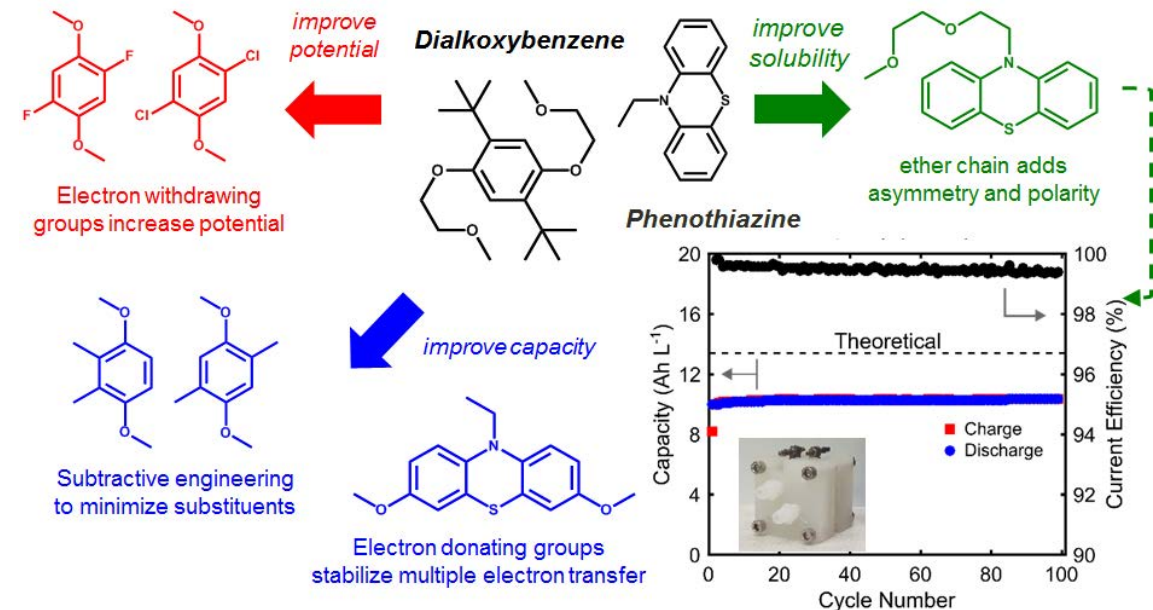 improve
potential
Dialkoxybenzene
improve
solubility
O
F
F
O
O
Cl
Cl
O
O
O
O
O
N
S
O
O
N
S
Electron withdrawing
groups increase potential
ether chain adds
asymmetry and polarity
Phenothiazine
improve capacity
O
O
O
O
N
O
S
O
Subtractive engineering
to minimize substituents
Electron donating groups
stabilize multiple electron transfer
Capacity (Ah L⁻¹)
20
16
12
8
4
0
Theoretical
Charge
Discharge
100
98
96
94
92
90
Current Efficiency (%)
0
20
40
60
80
100
Cycle Number